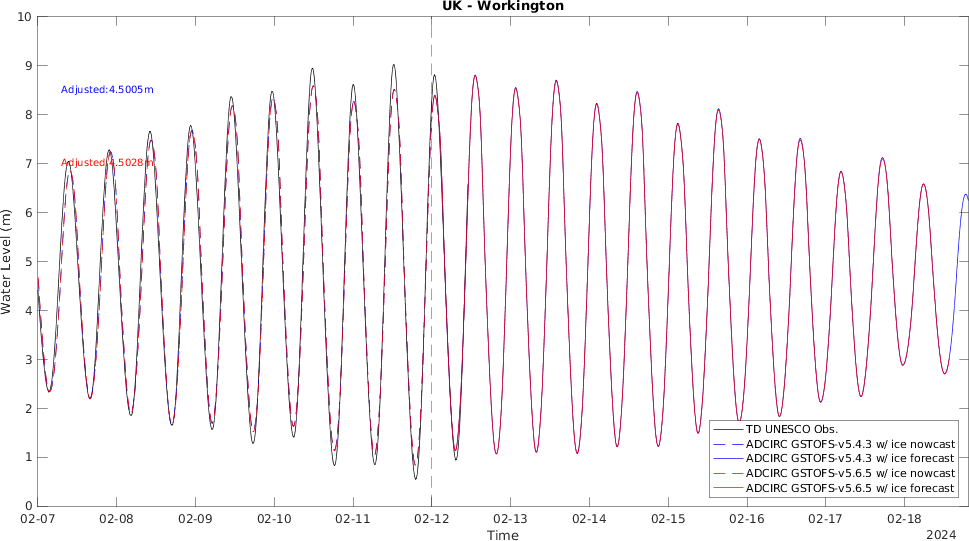 UK - Workington
10
9
8
7
6
5
4
3
2
1
0
Water Level (m)
Adjusted:4.5005m
Adjusted:4.5028m
TD UNESCO Obs.
ADCIRC GSTOFS-v5.4.3 w/ ice nowcast
ADCIRC GSTOFS-v5.4.3 w/ ice forecast
ADCIRC GSTOFS-v5.6.5 w/ ice nowcast
ADCIRC GSTOFS-v5.6.5 w/ ice forecast
02-07 02-08 02-09 02-10 02-11 02-12 02-13 02-14 02-15 02-16 02-17 02-18
Time
2024